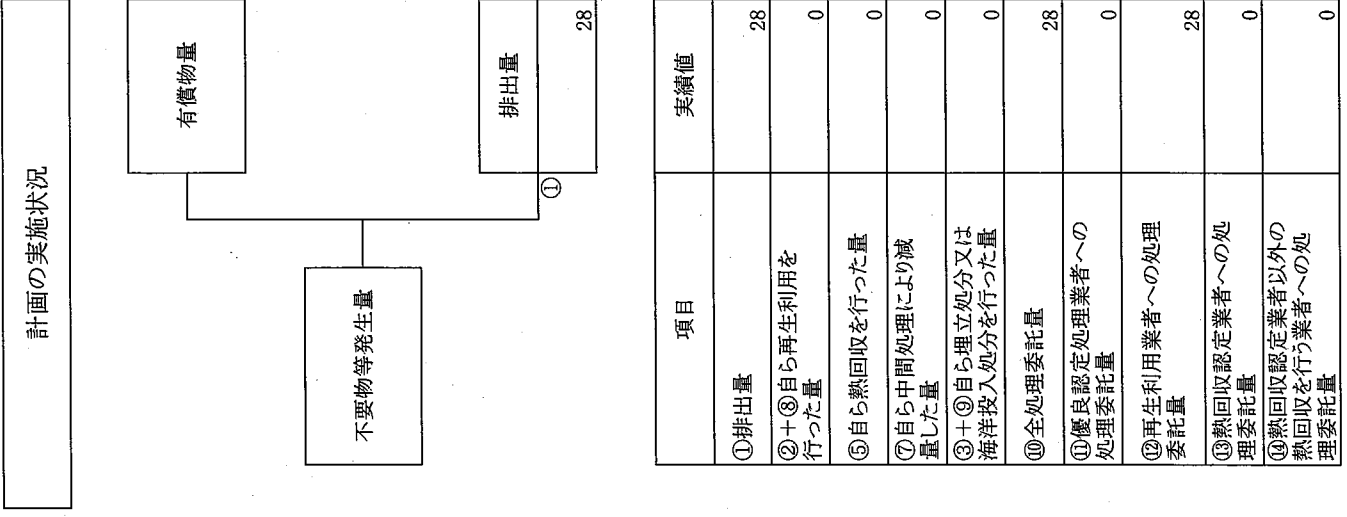 計画の実施状況
有償物量
不要物等発生量
排出量
①
28
項目
実績値
①排出量
28
②+⑧自ら再生利用を
行った量
0
⑤自ら熱回収を行った量
0
⑦自ら中間処理により減
量した量
0
③+⑨自ら埋立処分又は
海洋投入処分を行った量
0
⑩全処理委託量
28
⑪優良認定処理業者への
処理委託量
0
⑫再生利用業者への処理
委託量
28
⑬熱回収認定業者への処
理委託量
0
⑭熱回収認定業者以外の
熱回収を行う業者への処
理委託量
0